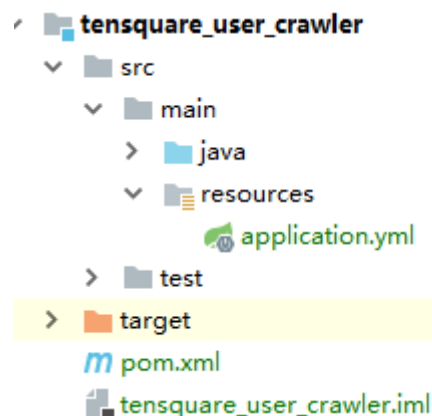 tensquare_user_crawler
src
main
java
resources
application.yml
test
target
pom.xml
tensquare_user_crawler.iml